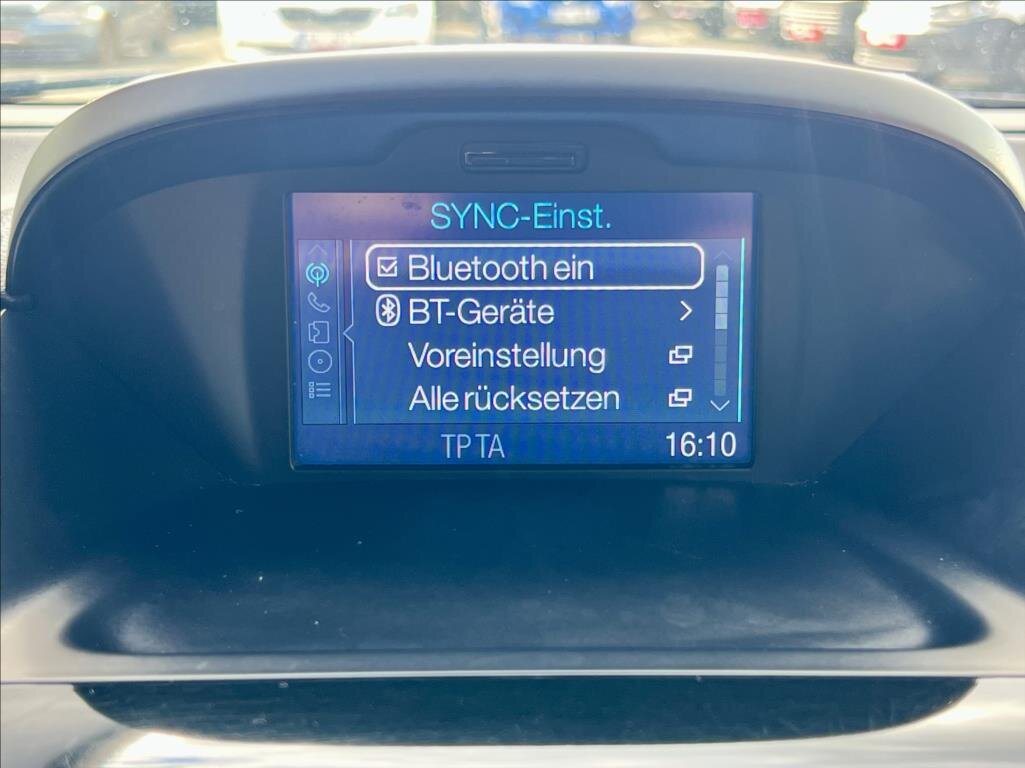 SYNC-Einst.
Bluetooth ein
BT-Geräte
Voreinstellung
Alle rücksetzen
TP TA 16:10